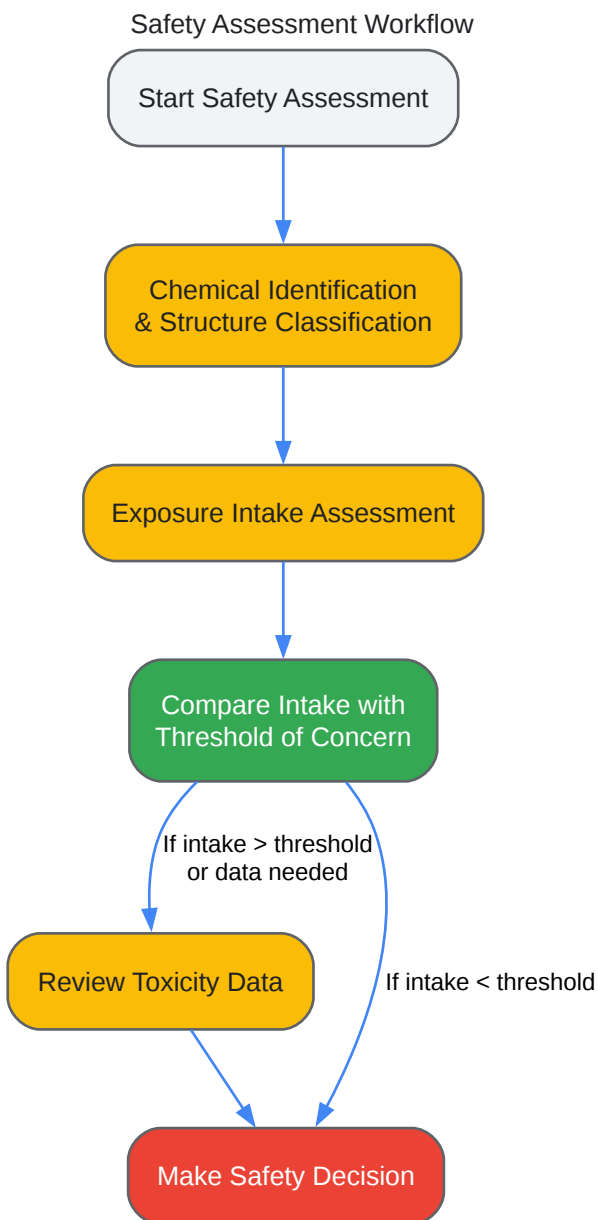 Safety Assessment Workflow
Start Safety Assessment
Chemical Identification
& Structure Classification
Exposure Intake Assessment
Compare Intake with
Threshold of Concern
If intake > threshold
or data needed
Review Toxicity Data
If intake < threshold
Make Safety Decision